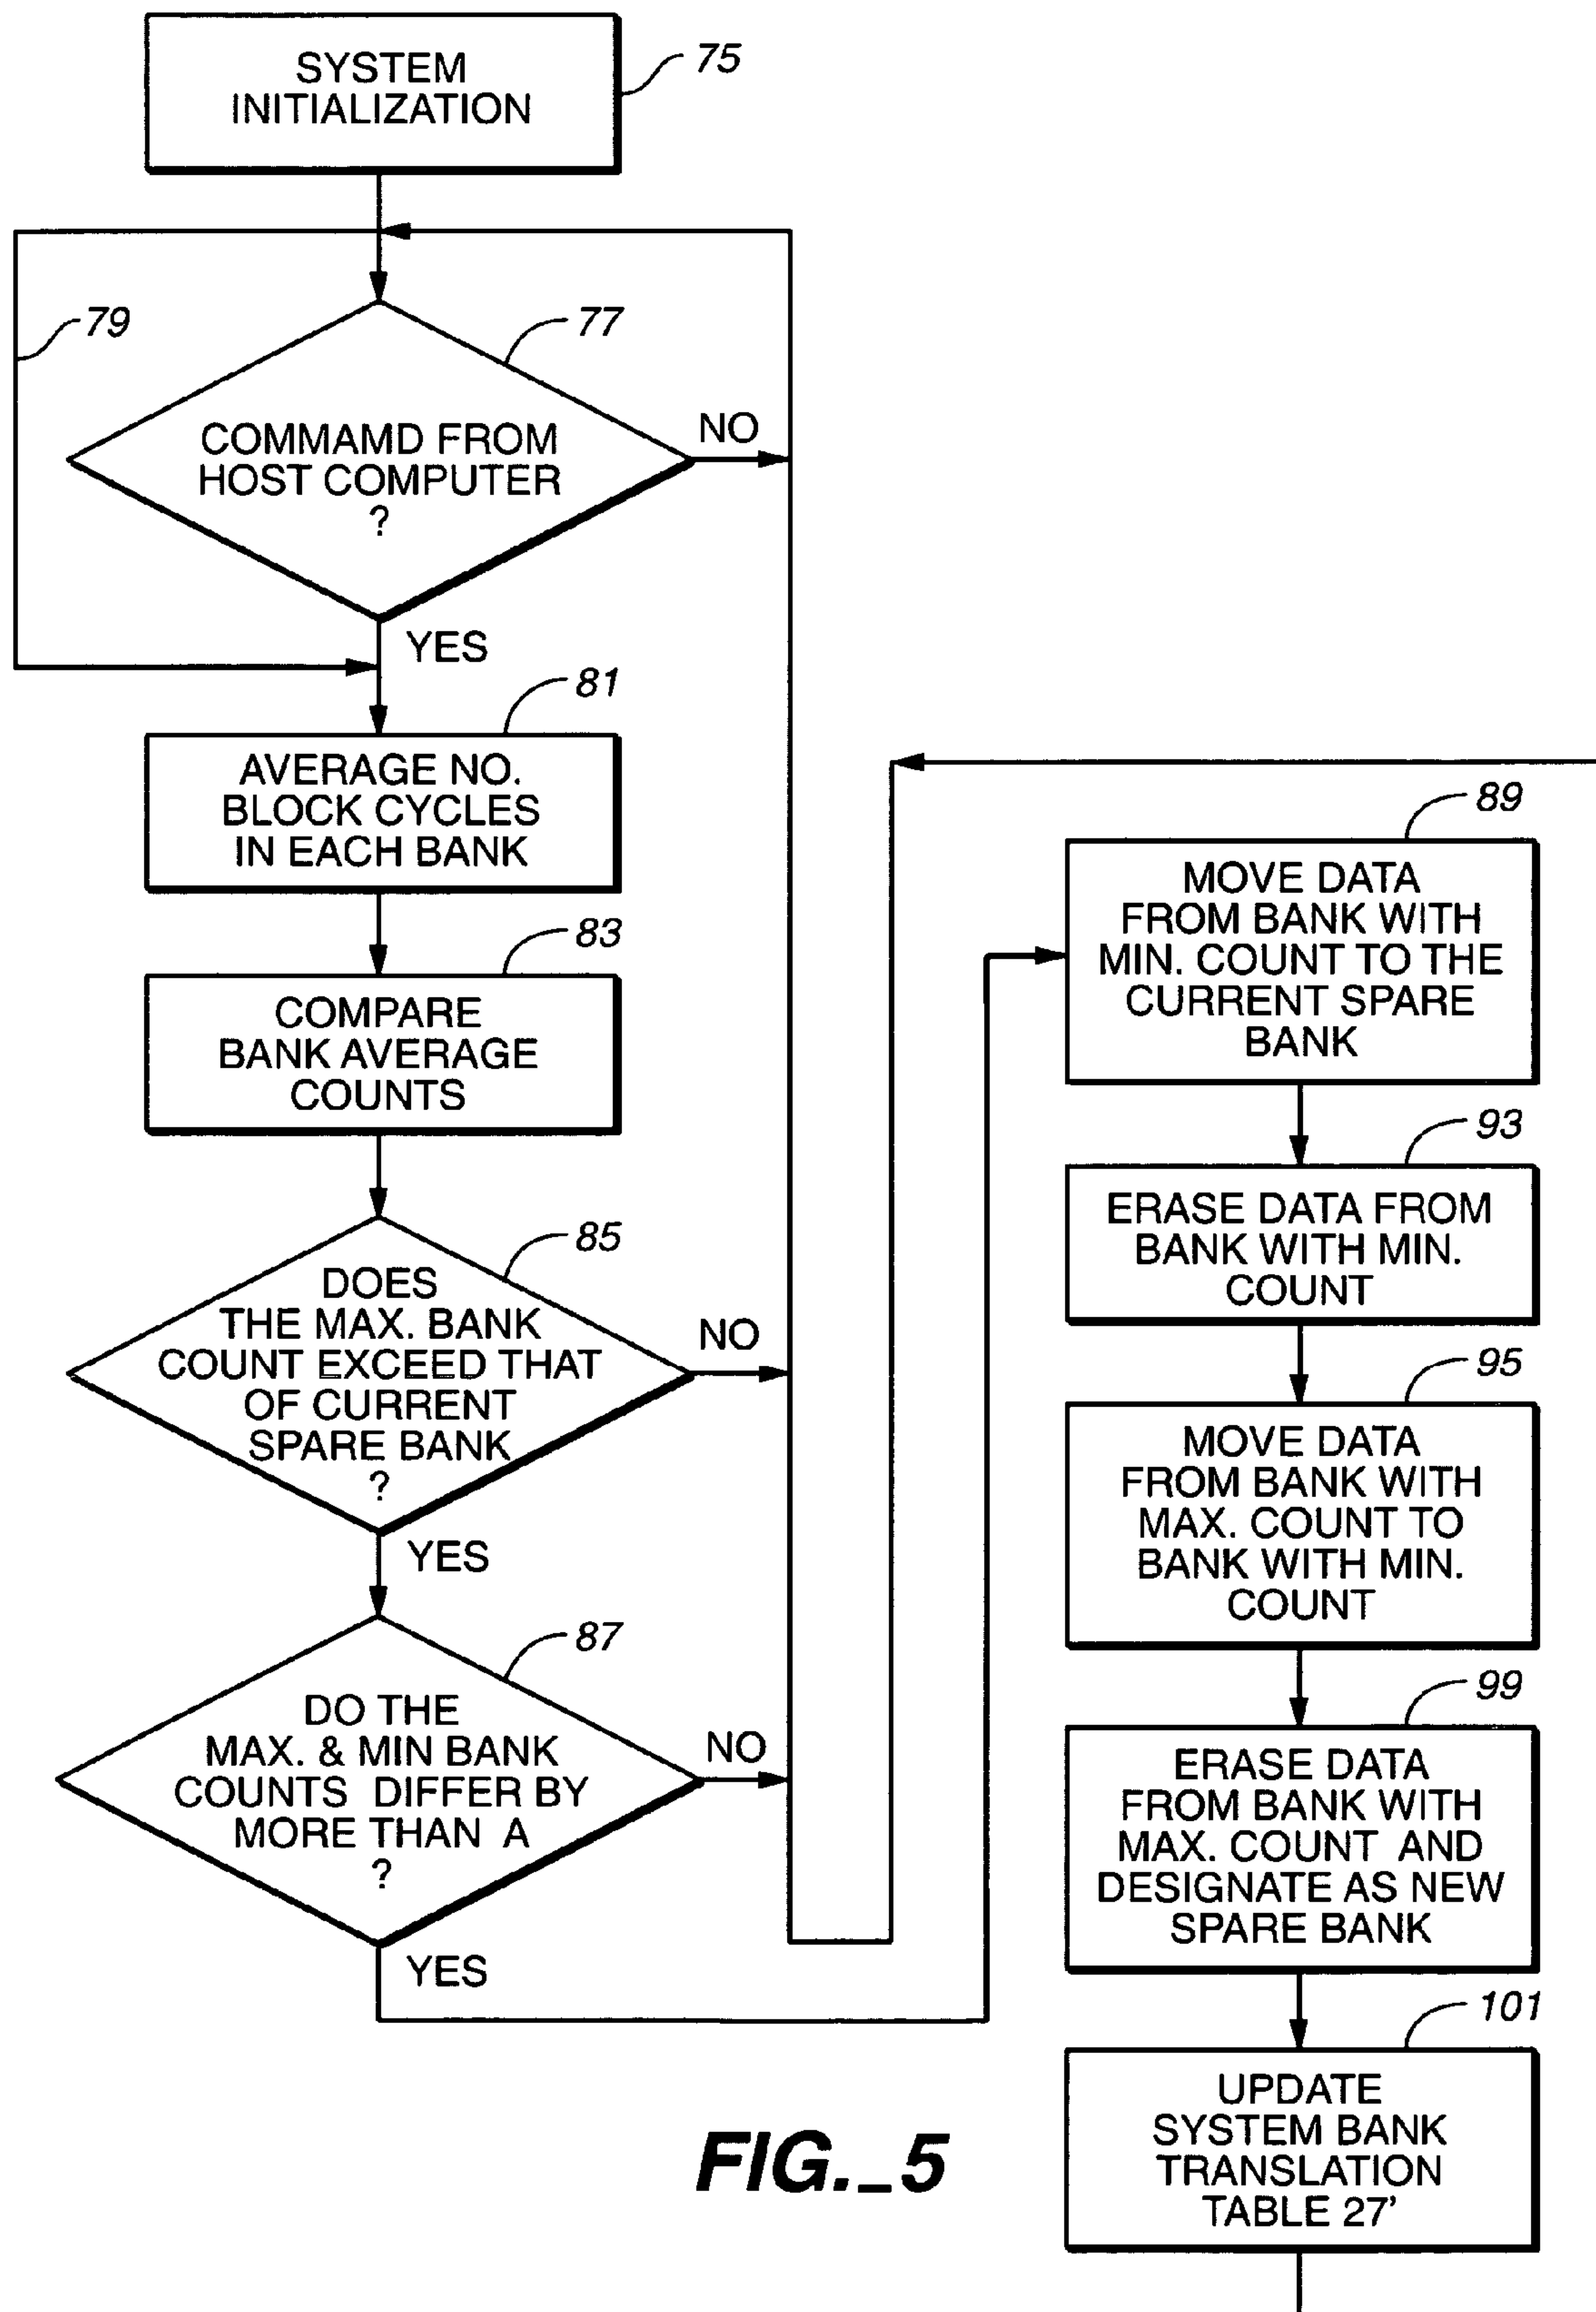 SYSTEM
INITIALIZATION
75
79
77
COMMAMD FROM
HOST COMPUTER
?
NO
YES
81
AVERAGE NO.
BLOCK CYCLES
IN EACH BANK
83
COMPARE
BANK AVERAGE
COUNTS
85
DOES
THE MAX. BANK
COUNT EXCEED THAT
OF CURRENT
SPARE BANK
?
NO
YES
87
DO THE
MAX. & MIN BANK
COUNTS DIFFER BY
MORE THAN A
?
NO
YES
89
MOVE DATA
FROM BANK WITH
MIN. COUNT TO THE
CURRENT SPARE
BANK
93
ERASE DATA FROM
BANK WITH MIN.
COUNT
95
MOVE DATA
FROM BANK WITH
MAX. COUNT TO
BANK WITH MIN.
COUNT
99
ERASE DATA
FROM BANK WITH
MAX. COUNT AND
DESIGNATE AS NEW
SPARE BANK
101
UPDATE
SYSTEM BANK
TRANSLATION
TABLE 27'
FIG._5